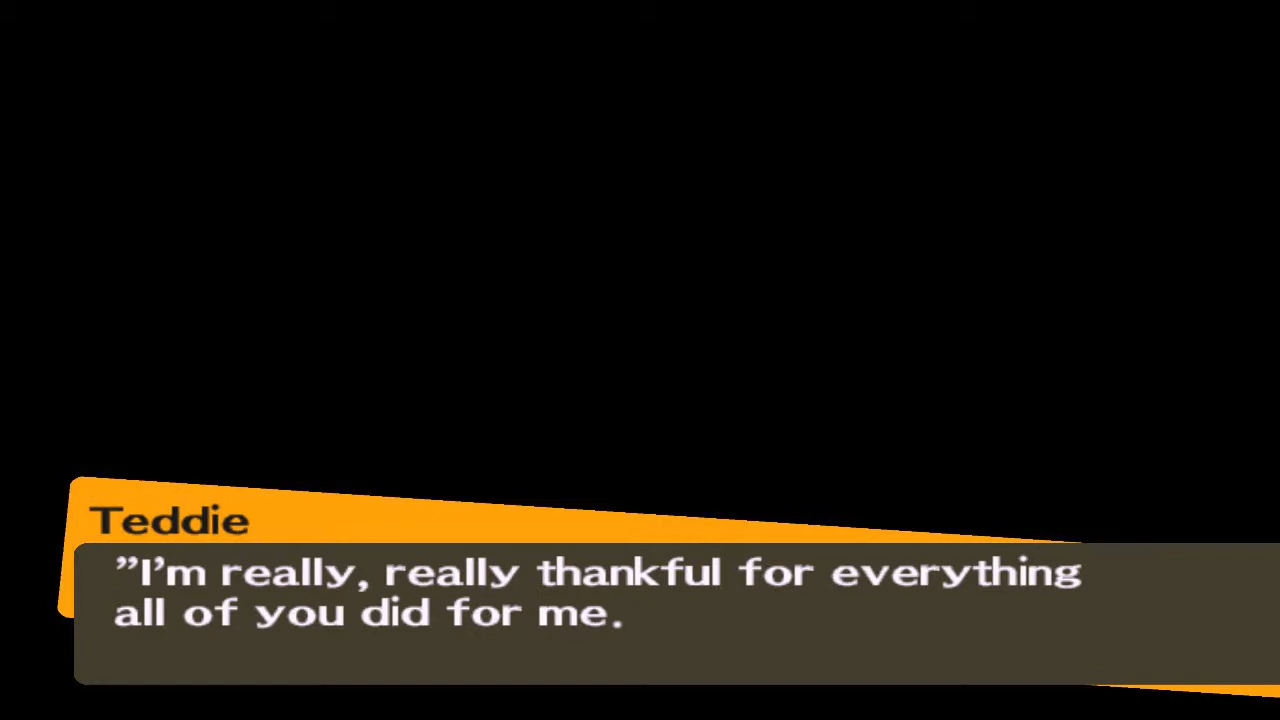 Teddie
”I’m really, really thankful for everything
all of you did for me.